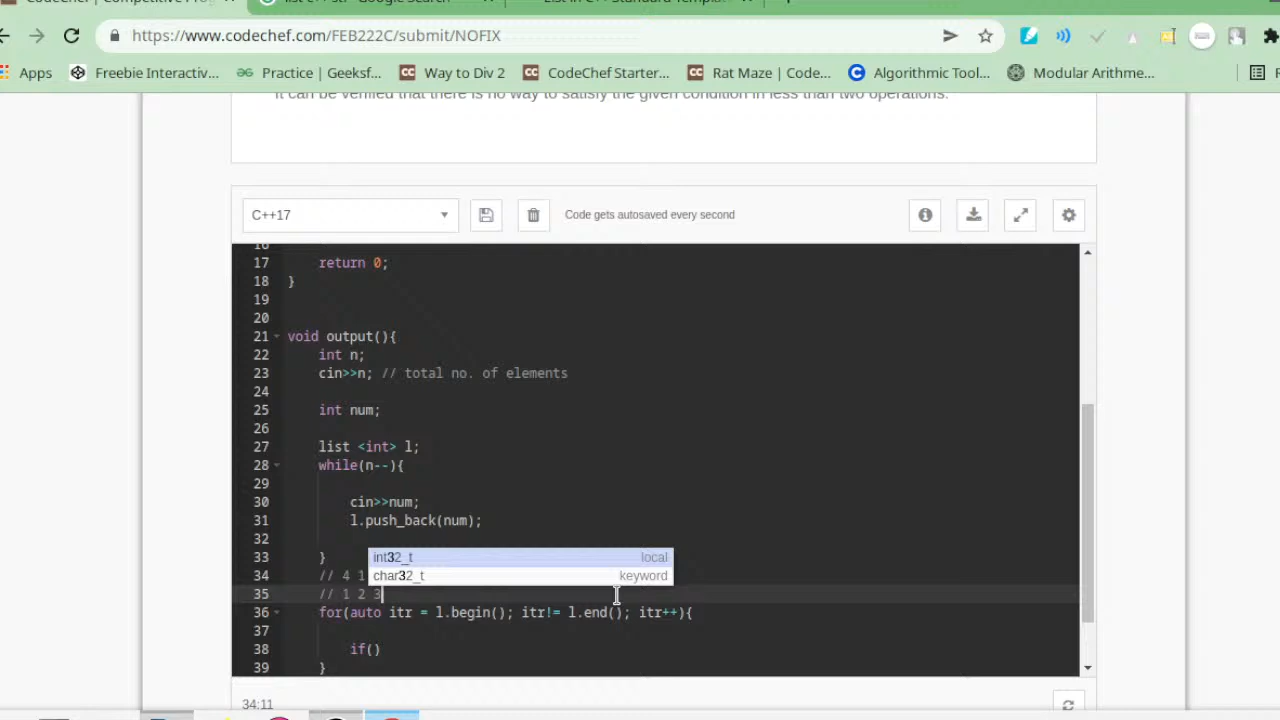 https://www.codechef.com/FEB222C/submit/NOFIX
Apps Freebie Interactiv... Practice | Geeksf... Way to Div 2 CodeChef Starter... Rat Maze | Code... Algorithmic Tool... Modular Arithme...
It can be verified that there is no way to satisfy the given condition in less than two operations.
C++17 Code gets autosaved every second
16
17 return 0;
18 }
19
20
21 void output(){
22 int n;
23 cin>>n; // total no. of elements
24
25 int num;
26
27 list <int> l;
28 while(n--){
29
30 cin>>num;
31 l.push_back(num);
32
33 }
int32_t local
34 // 4 1
char32_t keyword
35 // 1 2 3
36 for(auto itr = l.begin(); itr!= l.end(); itr++){
37
38 if()
39 }
34:11